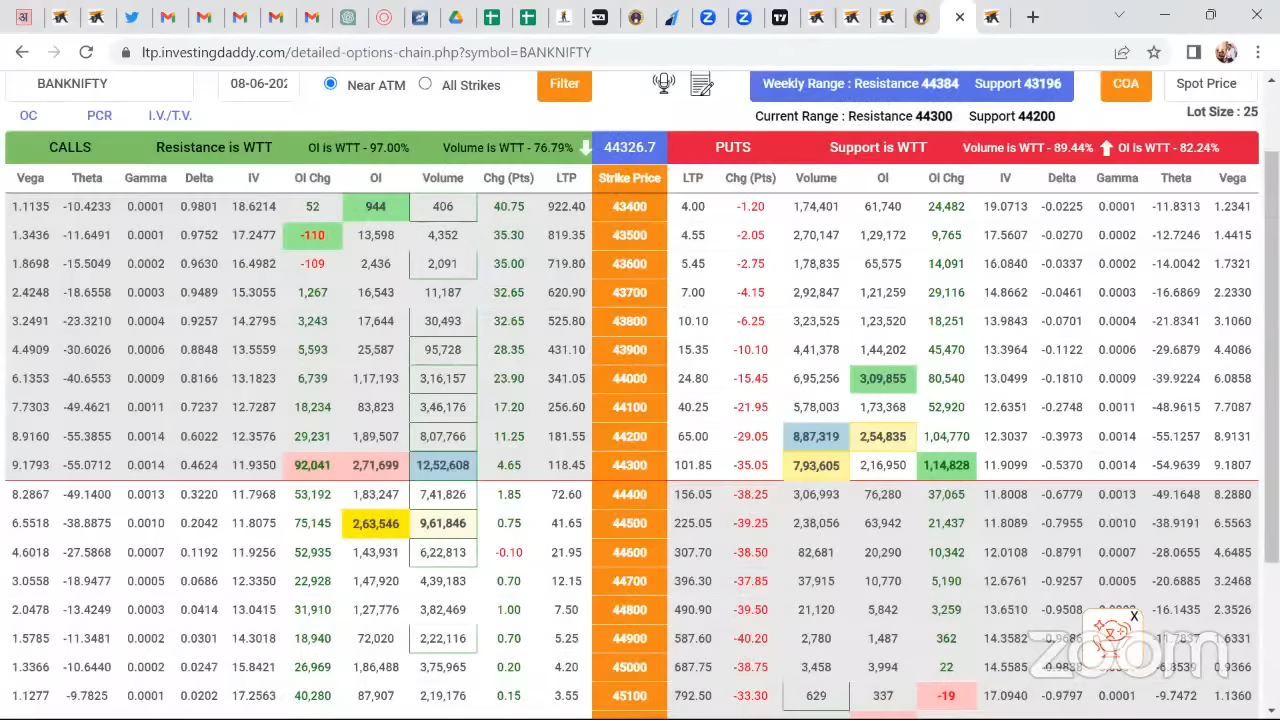 ltp.investingdaddy.com/detailed-options-chain.php?symbol=BANKNIFTY
BANKNIFTY 08-06-202 Near ATM All Strikes Filter Weekly Range : Resistance 44384 Support 43196 COA Spot Price
OC PCR I.V./T.V. Current Range : Resistance 44300 Support 44200 Lot Size : 25
CALLS Resistance is WTT OI is WTT - 97.00% Volume is WTT - 76.79% 44326.7 PUTS Support is WTT Volume is WTT - 89.44% OI Is WTT - 82.24%
Vega Theta Gamma Delta IV OI Chg OI Volume Chg (Pts) LTP Strike Price LTP Chg (Pts) Volume OI OI Chg IV Delta Gamma Theta Vega
1.1135 -10.4233 0.0001 0.9801 18.6214 52 944 406 40.75 922.40 43400 4.00 -1.20 1,74,401 61,740 24,482 19.0713 -0.0225 0.0001 -11.8313 1.2341
1.3436 -11.6491 0.0001 0.9752 17.2477 -110 13,598 4,352 35.30 819.35 43500 4.55 -2.05 2,70,147 1,29,172 9,765 17.5607 -0.0270 0.0002 -12.7246 1.4415
1.8698 -15.5049 0.0002 0.9630 16.4982 -109 2,436 2,091 35.00 719.80 43600 5.45 -2.75 1,78,835 65,575 14,091 16.0840 -0.0337 0.0002 -14.0042 1.7321
2.4248 -18.6558 0.0003 0.9489 15.3055 1,267 16,543 11,187 32.65 620.90 43700 7.00 -4.15 2,92,847 1,21,259 29,116 14.8662 -0.0461 0.0003 -16.6869 2.2330
3.2491 -23.3210 0.0004 0.9257 14.2795 3,243 17,644 30,493 32.65 525.80 43800 10.10 -6.25 3,23,525 1,23,520 18,251 13.9843 -0.0701 0.0004 -21.8341 3.1060
4.4909 -30.6026 0.0006 0.8848 13.5559 5,593 25,587 95,728 28.35 431.10 43900 15.35 -10.10 4,41,378 1,44,202 45,470 13.3964 -0.1122 0.0006 -29.6879 4.4086
6.1353 -40.6553 0.0009 0.8166 13.1823 6,739 1,17,193 3,16,157 23.90 341.05 44000 24.80 -15.45 6,95,256 3,09,855 80,540 13.0499 -0.1810 0.0009 -39.9224 6.0858
7.7303 -49.4621 0.0011 0.7237 12.7287 18,234 83,823 3,46,176 17.20 256.60 44100 40.25 -21.95 5,78,003 1,73,368 52,920 12.6351 -0.2748 0.0011 -48.9615 7.7087
8.9160 -55.3855 0.0014 0.6022 12.3576 29,231 1,89,507 8,07,766 11.25 181.55 44200 65.00 -29.05 8,87,319 2,54,835 1,04,770 12.3037 -0.3973 0.0014 -55.1257 8.9131
9.1793 -55.0712 0.0014 0.4624 11.9350 92,041 2,71,699 12,52,608 4.65 118.45 44300 101.85 -35.05 7,93,605 2,16,950 1,14,828 11.9099 -0.5370 0.0014 -54.9639 9.1807
8.2867 -49.1400 0.0013 0.3220 11.7968 53,192 1,83,247 7,41,826 1.85 72.60 44400 156.05 -38.25 3,06,993 76,280 37,065 11.8008 -0.6779 0.0014 -49.1648 8.2880
6.5518 -38.8875 0.0010 0.2042 11.8075 75,145 2,63,546 9,61,846 0.75 41.65 44500 225.05 -39.25 2,38,056 63,942 21,437 11.8089 -0.7955 0.0010 -38.9191 6.5563
4.6018 -27.5868 0.0007 0.1192 11.9256 52,935 1,43,931 6,22,813 -0.10 21.95 44600 307.70 -38.50 82,681 20,290 10,342 12.0108 -0.8791 0.0007 -28.0655 4.6485
3.0558 -18.9477 0.0005 0.0686 12.3350 22,928 1,47,920 4,39,183 0.70 12.15 44700 396.30 -37.85 37,915 10,770 5,190 12.6761 -0.9257 0.0005 -20.6685 3.2468
2.0478 -13.4249 0.0003 0.0414 13.0415 31,910 1,27,776 3,82,469 1.00 7.50 44800 490.90 -39.50 21,120 5,842 3,259 13.6510 -0.9508 -16.1435 2.3526
1.5785 -11.3481 0.0002 0.0301 14.3018 18,940 72,020 2,22,116 0.70 5.25 44900 587.60 -40.20 2,780 1,487 362 14.3582
1.3366 -10.6440 0.0002 0.0247 15.8421 26,969 1,86,488 3,75,965 0.20 4.20 45000 687.75 -38.75 3,458 3,994 22 14.5585
1.1277 -9.7825 0.0001 0.0202 17.2563 40,280 87,907 2,19,176 0.15 3.55 45100 792.50 -33.30 629 337 -19 17.0940 -0.9797 0.0001 -9.7472 1.1360
X
zoom